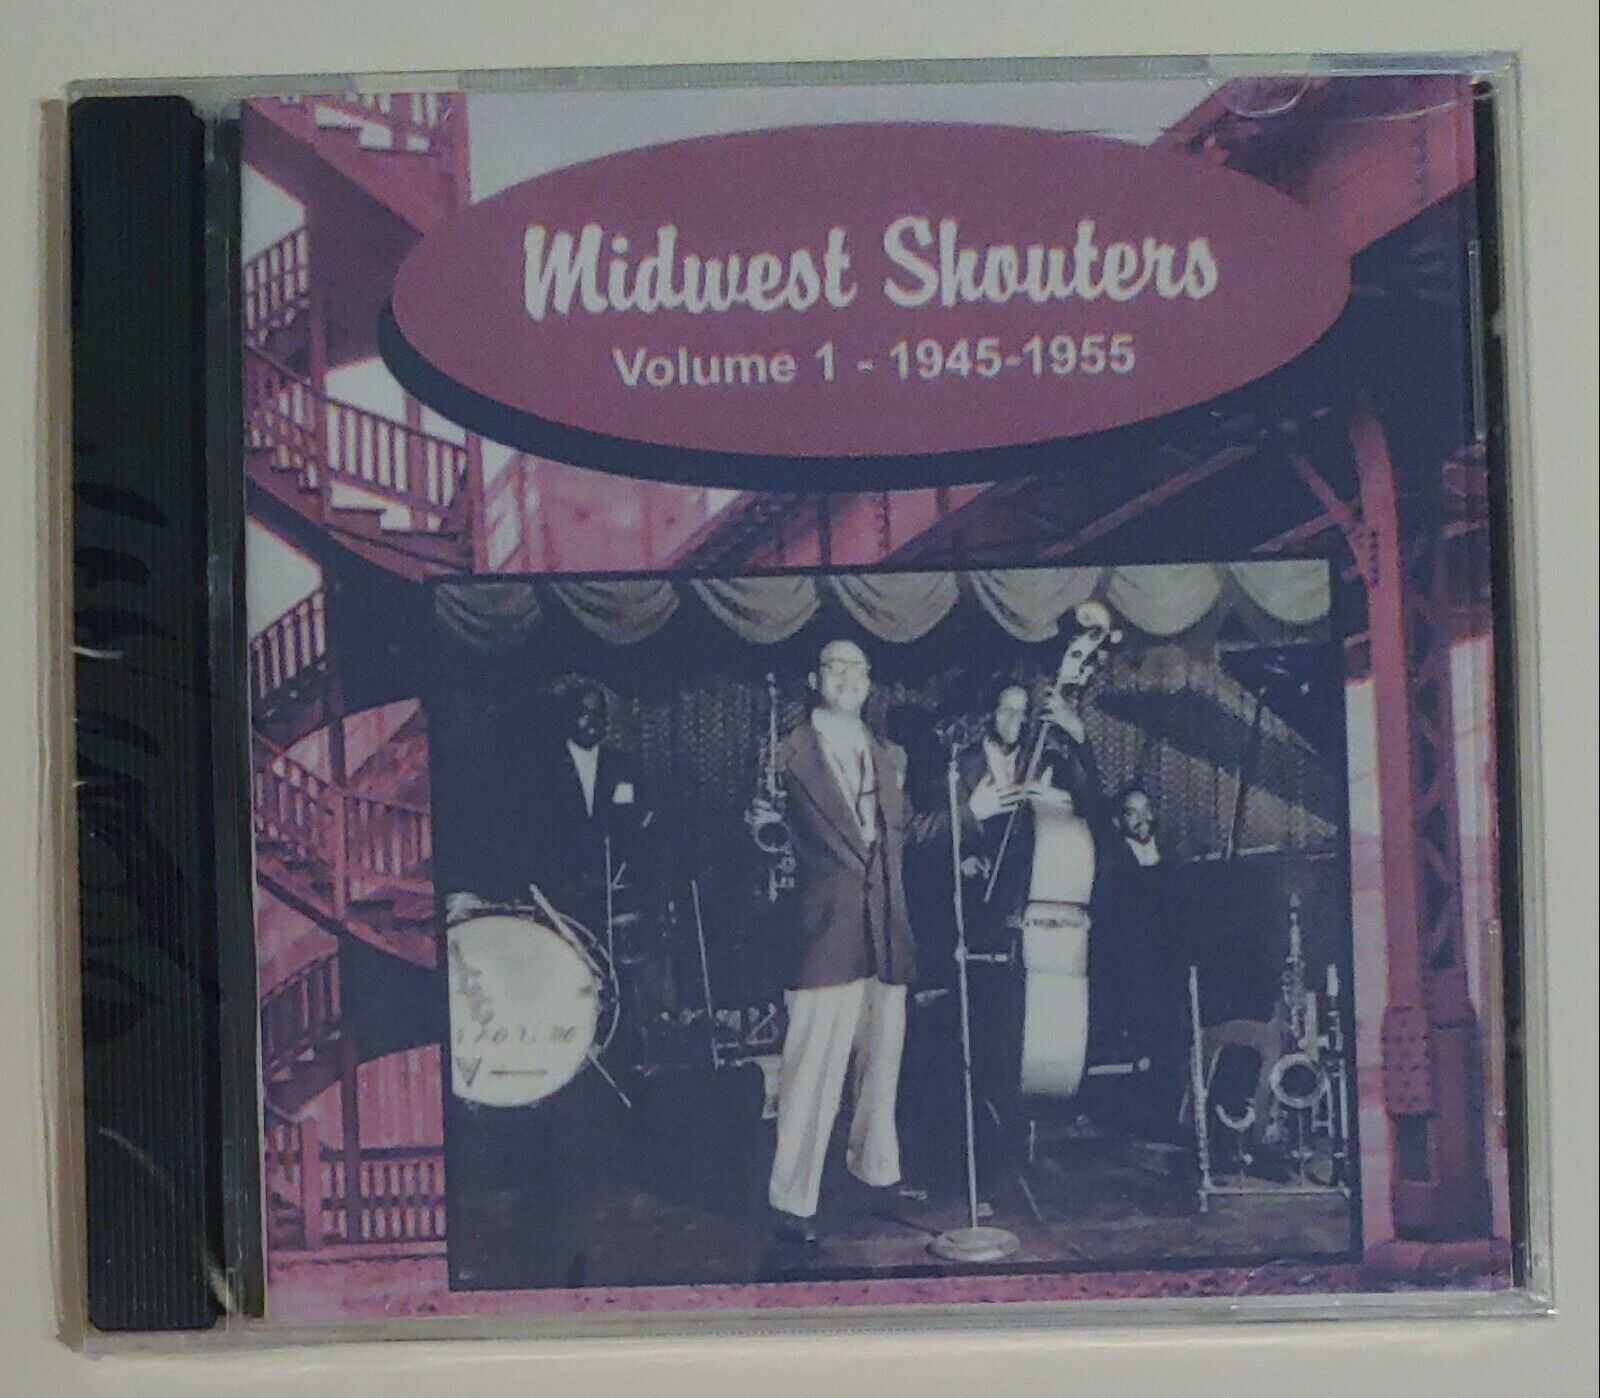 Midwest Shouters
Volume 1 - 1945-1955